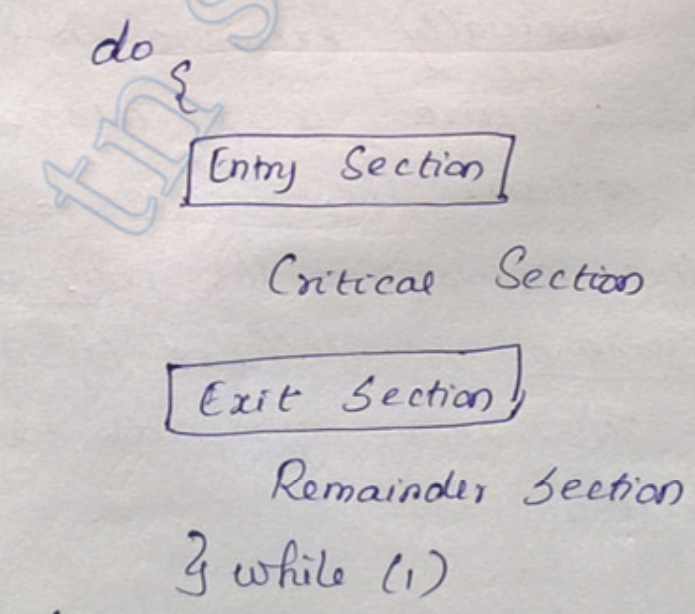 do
{
Entry Section
Critical Section
Exit Section
Remainder Section
} while (1)